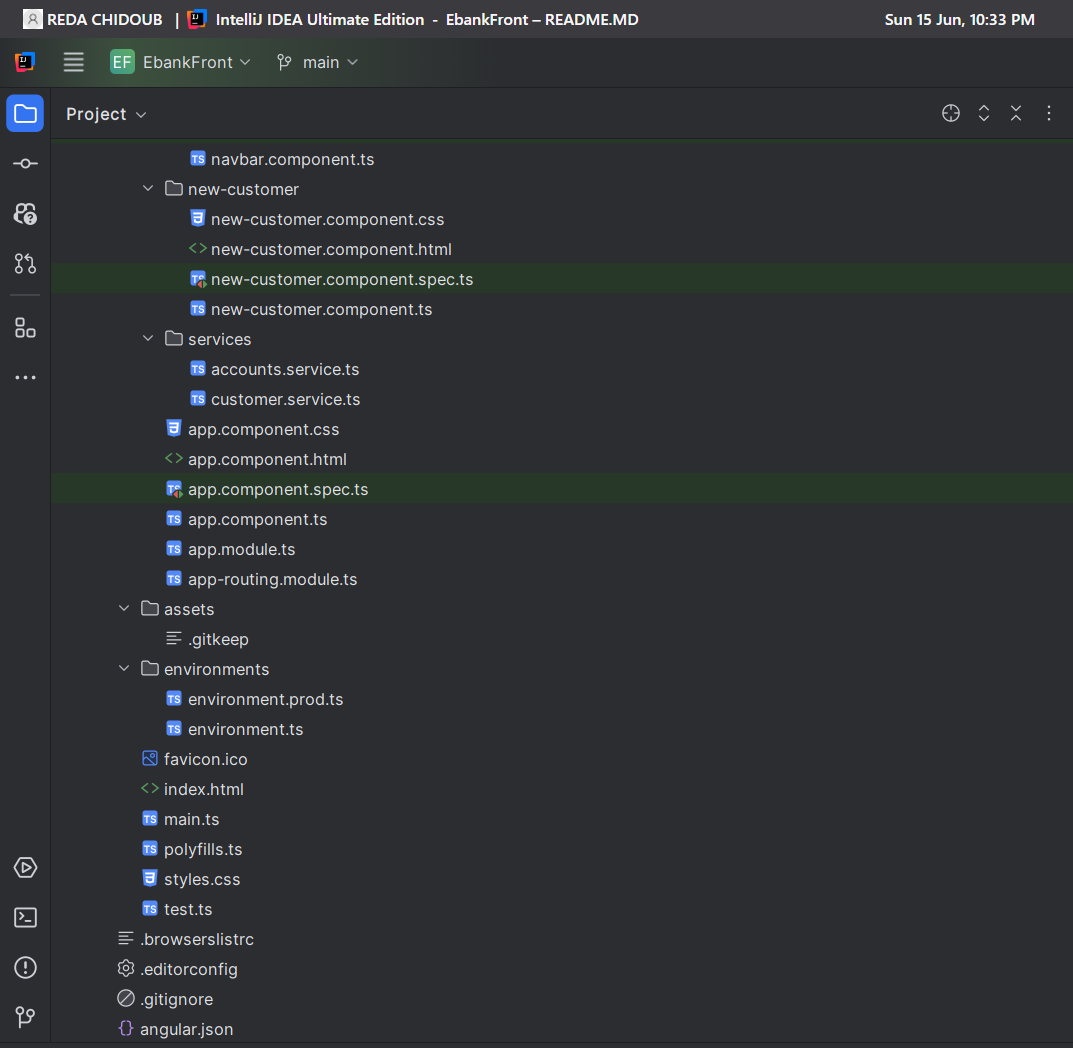 REDA CHIDOUB | IntelliJ IDEA Ultimate Edition - EbankFront – README.MD Sun 15 Jun, 10:33 PM
EF EbankFront main
Project
navbar.component.ts
new-customer
new-customer.component.css
new-customer.component.html
new-customer.component.spec.ts
new-customer.component.ts
services
accounts.service.ts
customer.service.ts
app.component.css
app.component.html
app.component.spec.ts
app.component.ts
app.module.ts
app-routing.module.ts
assets
.gitkeep
environments
environment.prod.ts
environment.ts
favicon.ico
index.html
main.ts
polyfills.ts
styles.css
test.ts
.browserslistrc
.editorconfig
.gitignore
angular.json